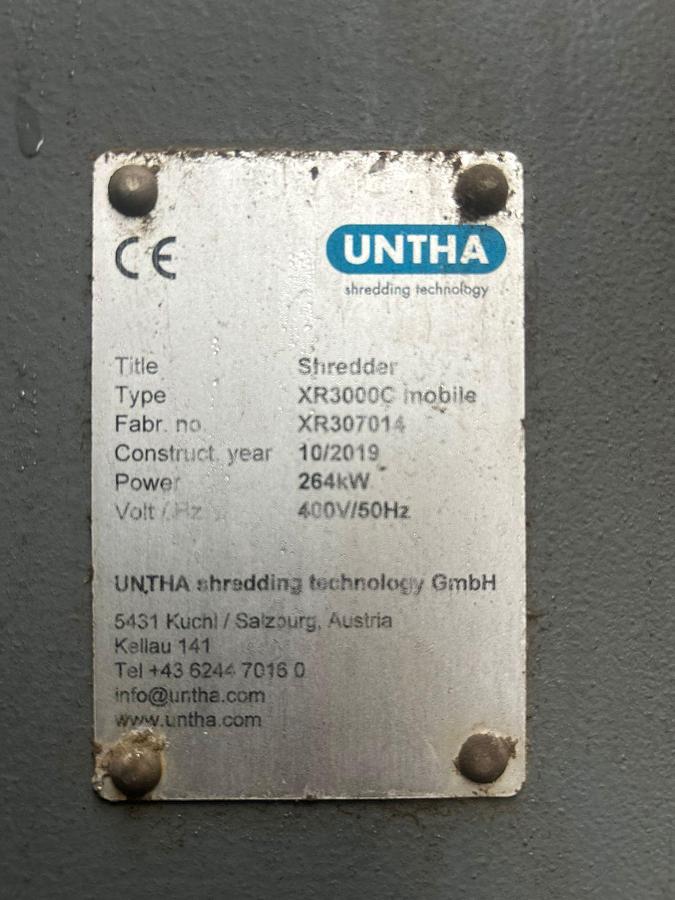 CE
UNTHA
shredding technology
Title Shredder
Type XR3000C mobile
Fabr. no. XR307014
Construct. year 10/2019
Power 264kW
Volt / Hz 400V/50Hz
UNTHA shredding technology GmbH
5431 Kuchl / Salzburg, Austria
Kellau 141
Tel +43 6244 7016 0
info@untha.com
www.untha.com